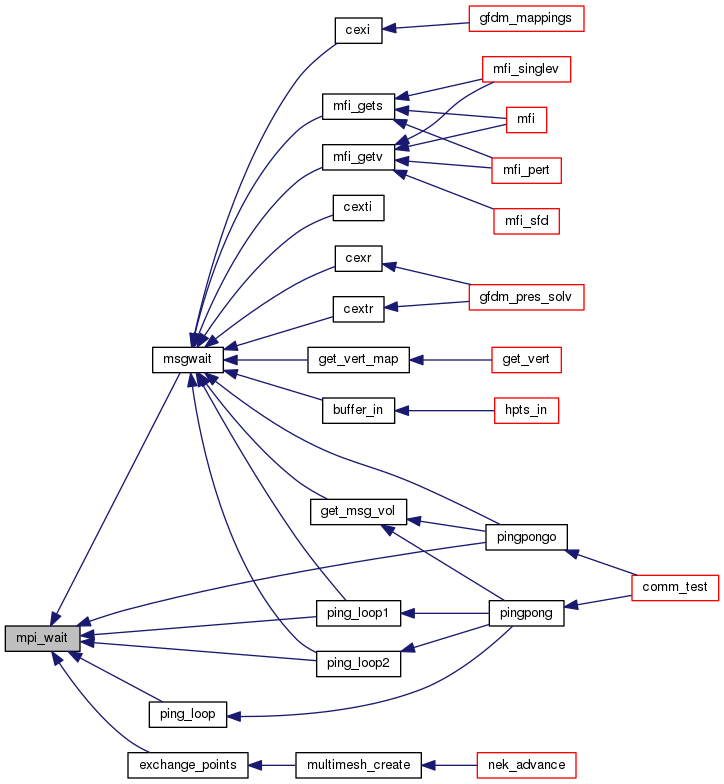 cexi
gfdm_mappings
mfi_singlev
mfi_gets
mfi
mfi_getv
mfi_pert
cexti
mfi_sfd
cexr
gfdm_pres_solv
cextr
msgwait
get_vert_map
get_vert
buffer_in
hpts_in
get_msg_vol
pingpongo
comm_test
ping_loop1
pingpong
mpi_wait
ping_loop2
ping_loop
exchange_points
multimesh_create
nek_advance